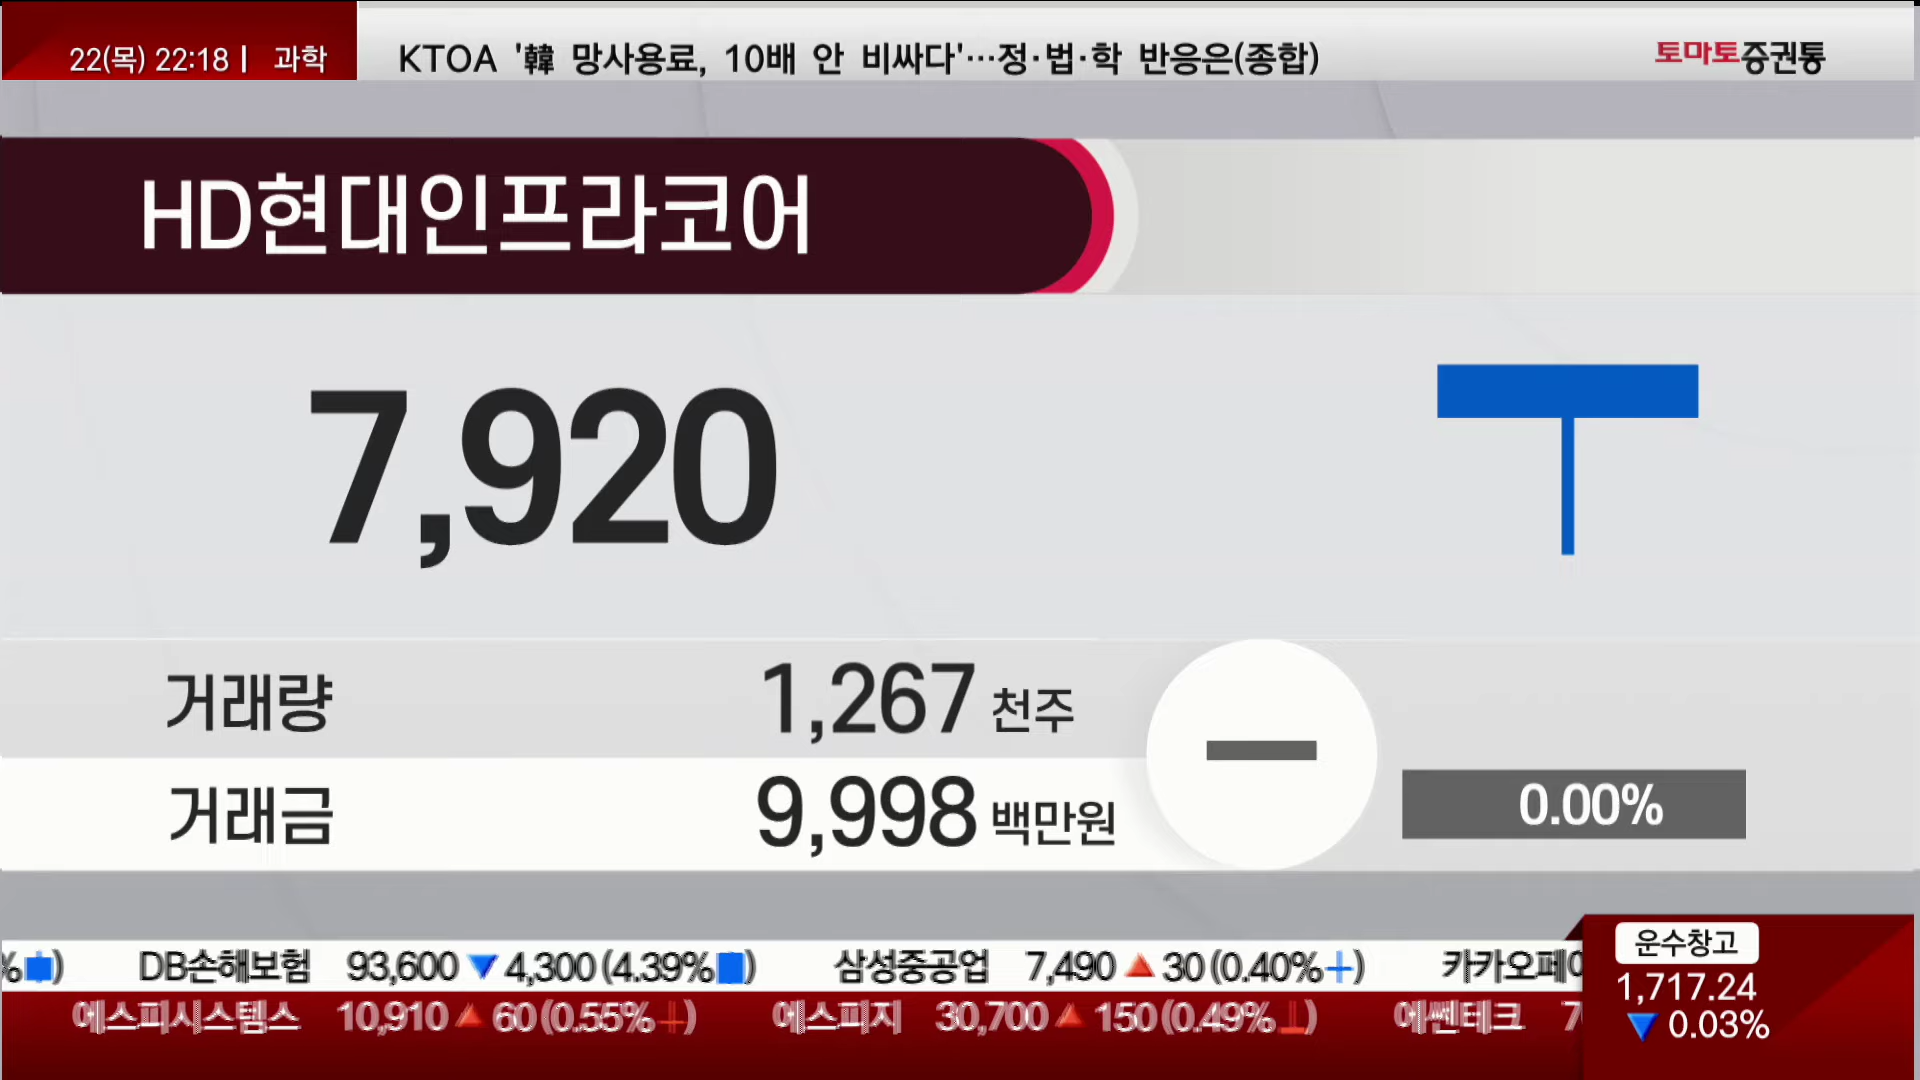 22(목) 22:18 | 과학
KTOA '韓 망사용료, 10배 안 비싸다'…정·법·학 반응은(종합)
토마토증권통
HD현대인프라코어
7,920
거래량 1,267 천주
거래금 9,998 백만원
0.00%
%■) DB손해보험 93,600 ▼ 4,300 (4.39%■) 삼성중공업 7,490 ▲ 30 (0.40%┼) 카카오페
에스피시스템스 10,910 ▲ 60 (0.55%┼) 에스피지 30,700 ▲ 150 (0.49%┴) 에쎈테크 7
운수창고
1,717.24
▼ 0.03%